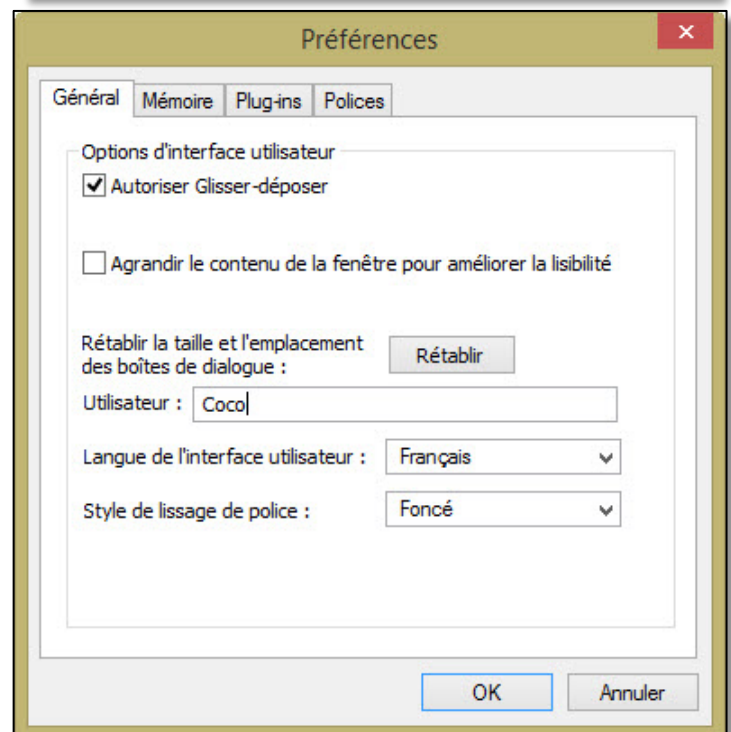 Préférences
Général Mémoire Plug-ins Polices
Options d'interface utilisateur
Autoriser Glisser-déposer
Agrandir le contenu de la fenêtre pour améliorer la lisibilité
Rétablir la taille et l'emplacement
des boîtes de dialogue :
Rétablir
Utilisateur : Coco
Langue de l'interface utilisateur : Français
Style de lissage de police : Foncé
OK Annuler